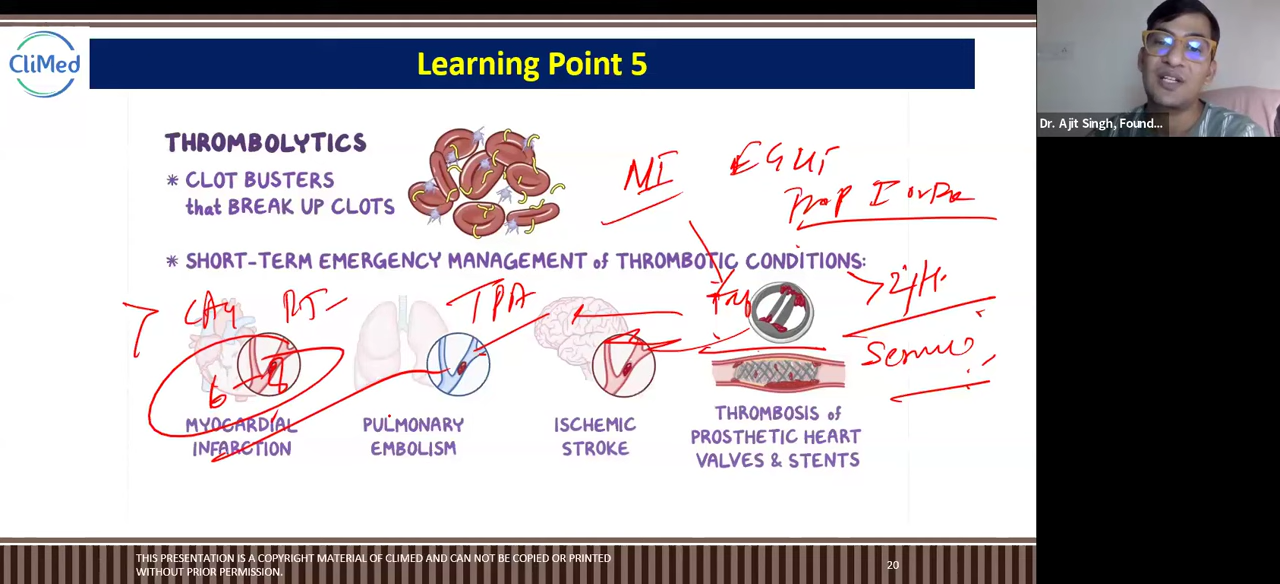 CliMed
Learning Point 5
Dr. Ajit Singh, Found...
THROMBOLYTICS
* CLOT BUSTERS
that BREAK UP CLOTS
MI
* SHORT-TERM EMERGENCY MANAGEMENT of THROMBOTIC CONDITIONS:
TPA
MYOCARDIAL
INFARCTION
PULMONARY
EMBOLISM
ISCHEMIC
STROKE
THROMBOSIS of
PROSTHETIC HEART
VALVES & STENTS
THIS PRESENTATION IS A COPYRIGHT MATERIAL OF CLIMED AND CAN NOT BE COPIED OR PRINTED
WITHOUT PRIOR PERMISSION.
20